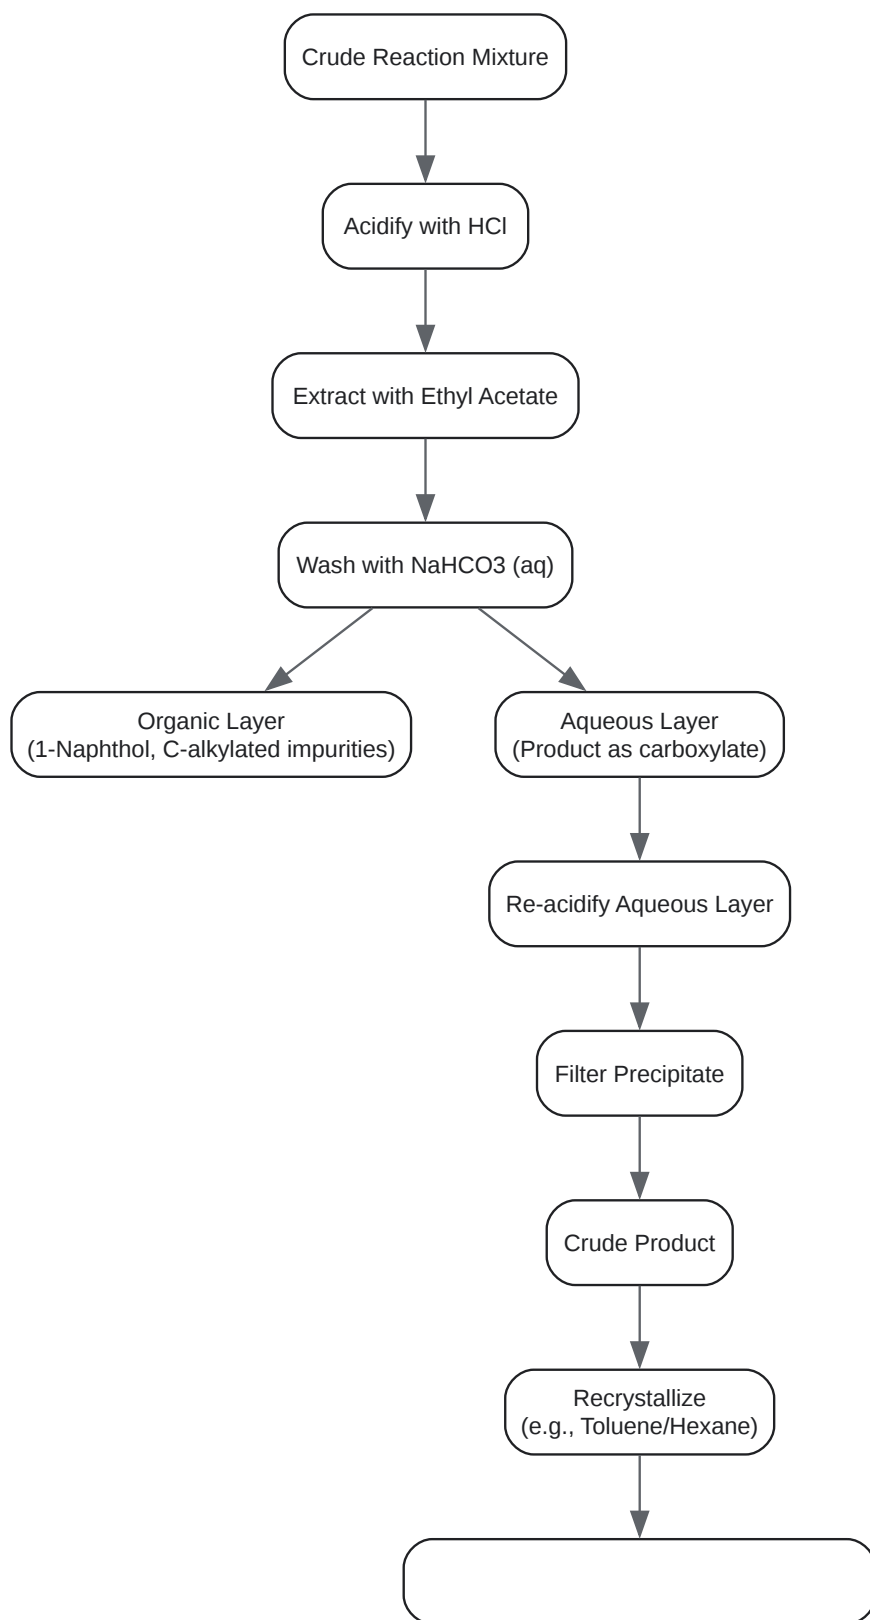 Crude Reaction Mixture
Acidify with HCl
Extract with Ethyl Acetate
Wash with NaHCO3 (aq)
Organic Layer
(1-Naphthol, C-alkylated impurities)
Aqueous Layer
(Product as carboxylate)
Re-acidify Aqueous Layer
Filter Precipitate
Crude Product
Recrystallize
(e.g., Toluene/Hexane)